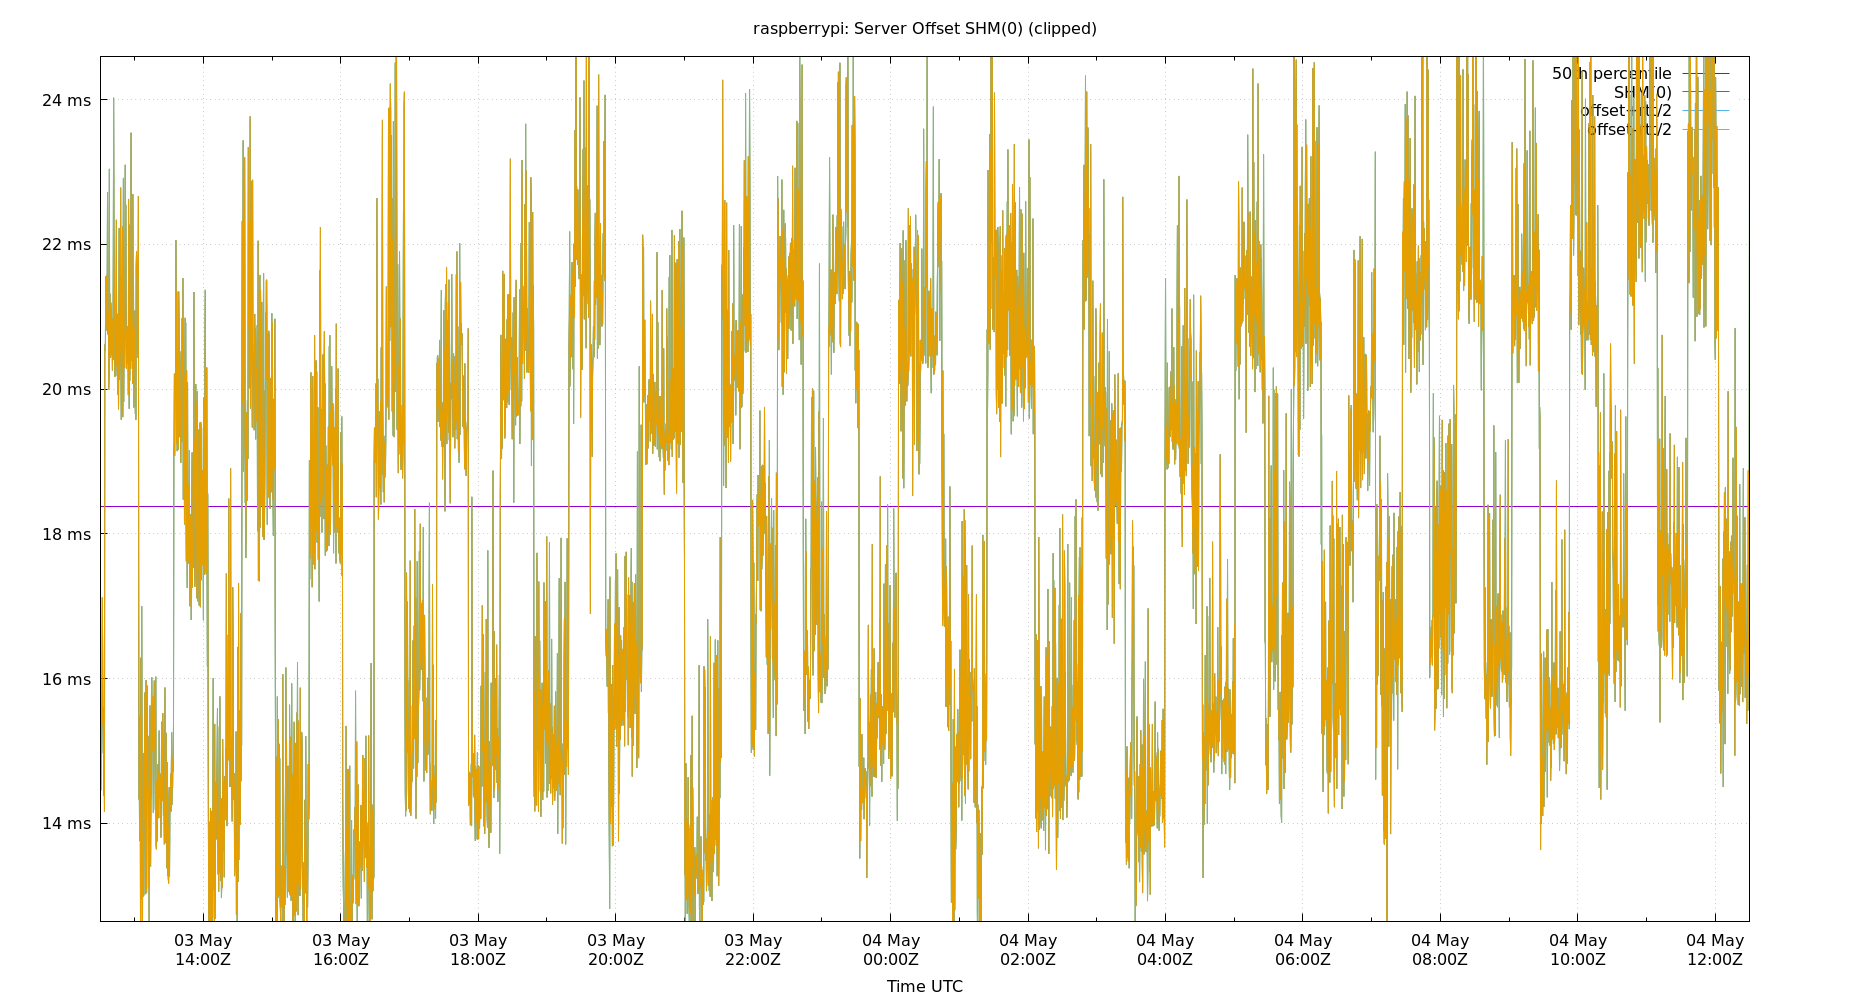 raspberrypi: Server Offset SHM(0) (clipped)
50th percentile
SHM(0)
offset+rtt/2
offset-rtt/2
24 ms
22 ms
20 ms
18 ms
16 ms
14 ms
03 May 03 May 03 May 03 May 03 May 04 May 04 May 04 May 04 May 04 May 04 May 04 May
14:00Z 16:00Z 18:00Z 20:00Z 22:00Z 00:00Z 02:00Z 04:00Z 06:00Z 08:00Z 10:00Z 12:00Z
Time UTC